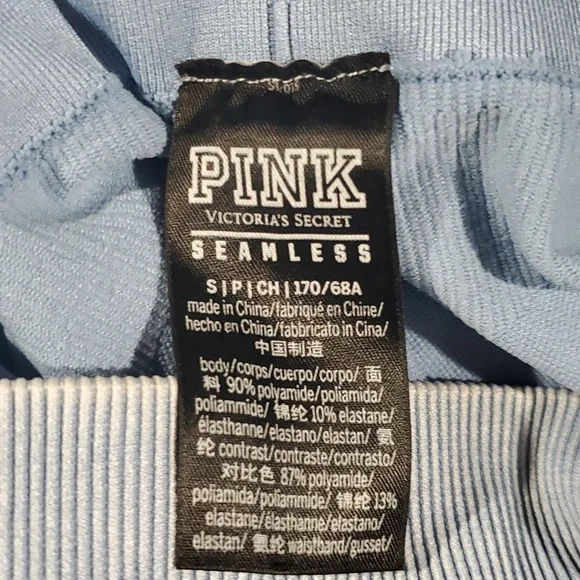 PINK
VICTORIA'S SECRET
SEAMLESS
S|P|CH|170/68A
made in China/fabriqué en Chine/
hecho en China/fabbricato in Cina/
中国制造
body/corps/cuerpo/corpo/ 面
料 90% polyamide/poliamida/
poliammide/ 锦纶 10% elastane/
élasthanne/elastano/elastan/ 氨
纶 contrast/contraste/contrasto/
对比色 87% polyamide/
poliamida/poliammide/ 锦纶 13%
elastane/élasthanne/elastano/
elastan/ 氨纶 waistband/gusset/